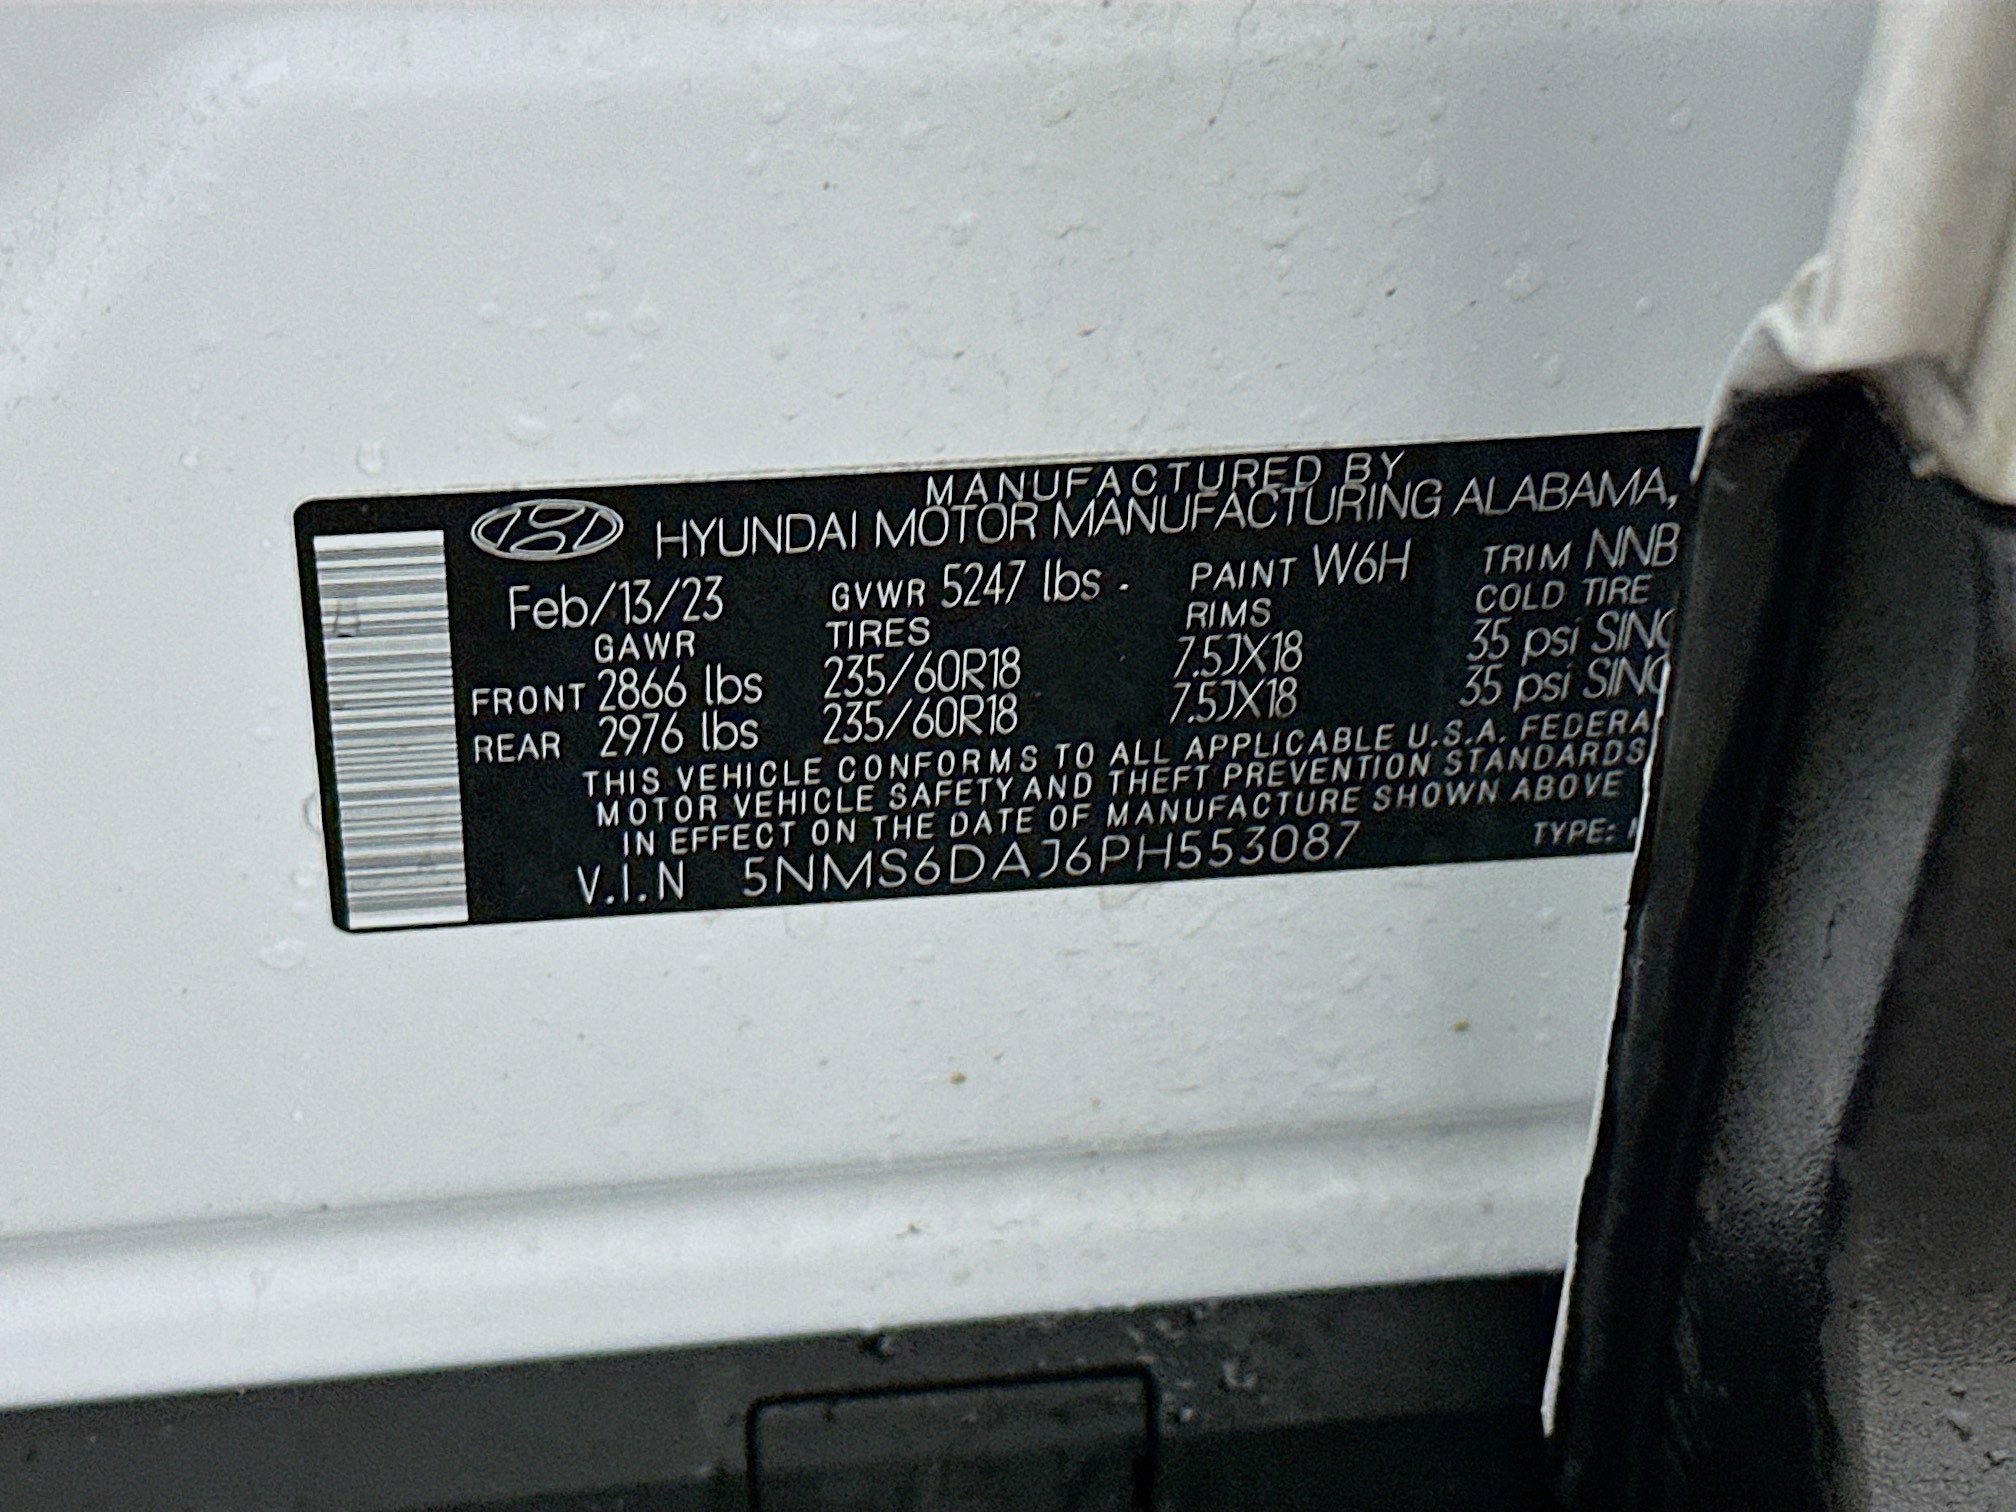 MANUFACTURED BY
HYUNDAI MOTOR MANUFACTURING ALABAMA,
Feb/13/23 GVWR 5247 lbs . PAINT W6H TRIM NNB
GAWR TIRES RIMS COLD TIRE
FRONT 2866 lbs 235/60R18 7.5JX18 35 psi SING
REAR 2976 lbs 235/60R18 7.5JX18 35 psi SING
THIS VEHICLE CONFORMS TO ALL APPLICABLE U.S.A. FEDERA
MOTOR VEHICLE SAFETY AND THEFT PREVENTION STANDARDS
IN EFFECT ON THE DATE OF MANUFACTURE SHOWN ABOVE
V.I.N 5NMS6DAJ6PH553087 TYPE: